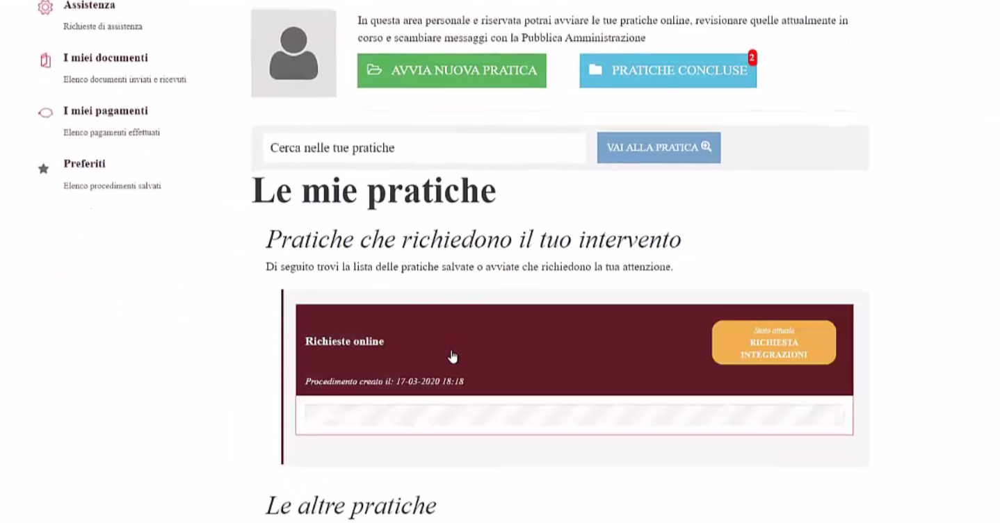 Assistenza
Richieste di assistenza
I miei documenti
Elenco documenti inviati e ricevuti
I miei pagamenti
Elenco pagamenti effettuati
Preferiti
Elenco procedimenti salvati
In questa area personale e riservata potrai avviare le tue pratiche online, revisionare quelle attualmente in
corso e scambiare messaggi con la Pubblica Amministrazione
AVVIA NUOVA PRATICA
PRATICHE CONCLUSE
2
Cerca nelle tue pratiche
VAI ALLA PRATICA
Le mie pratiche
Pratiche che richiedono il tuo intervento
Di seguito trovi la lista delle pratiche salvate o avviate che richiedono la tua attenzione.
Richieste online
Stato attuale
RICHIESTA
INTEGRAZIONI
Procedimento creato il: 17-03-2020 18:18
Le altre pratiche